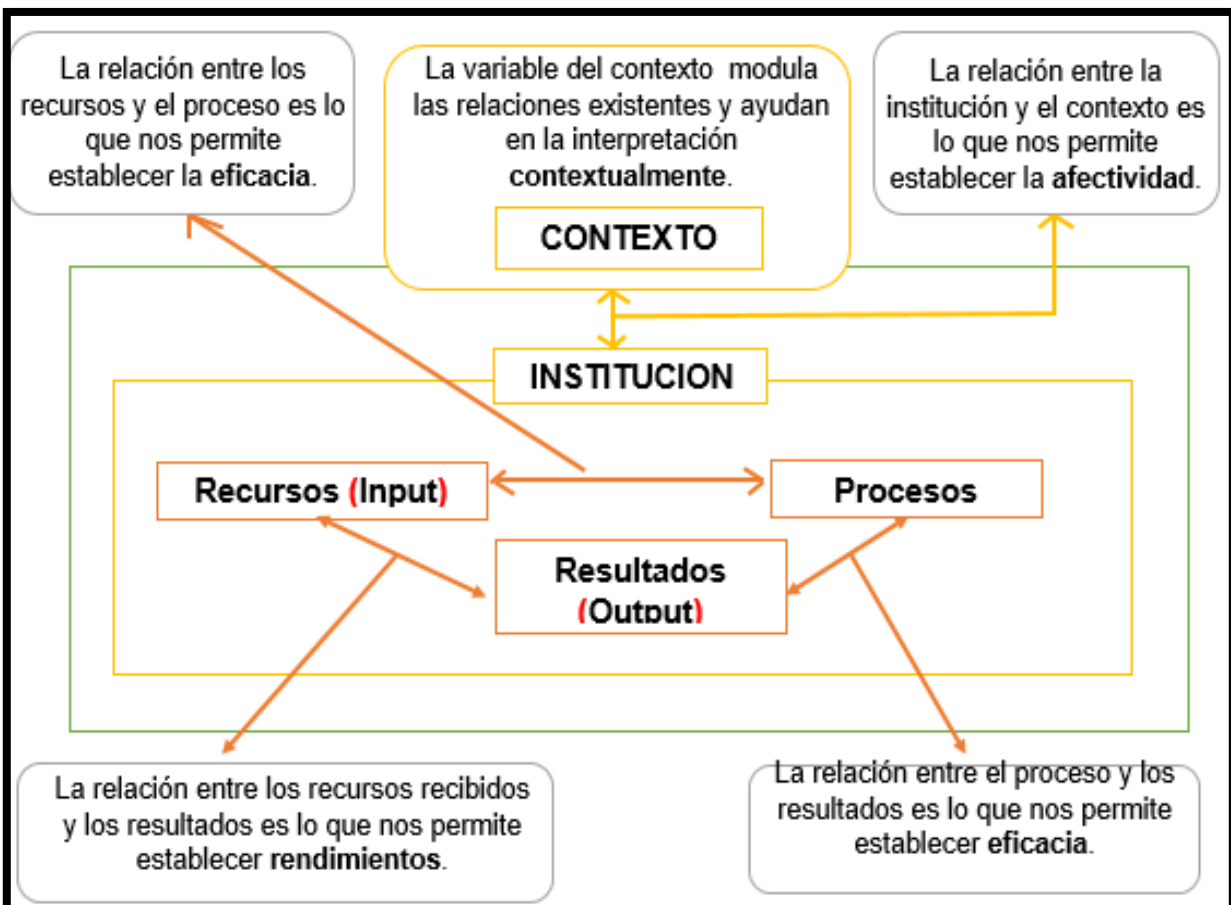 La relación entre los
recursos y el proceso es lo
que nos permite
establecer la eficacia.
La variable del contexto modula
las relaciones existentes y ayudan
en la interpretación
contextualmente.
CONTEXTO
La relación entre la
institución y el contexto es
lo que nos permite
establecer la afectividad.
INSTITUCION
Recursos (Input)
Procesos
Resultados
(Output)
La relación entre los recursos recibidos
y los resultados es lo que nos permite
establecer rendimientos.
La relación entre el proceso y los
resultados es lo que nos permite
establecer eficacia.